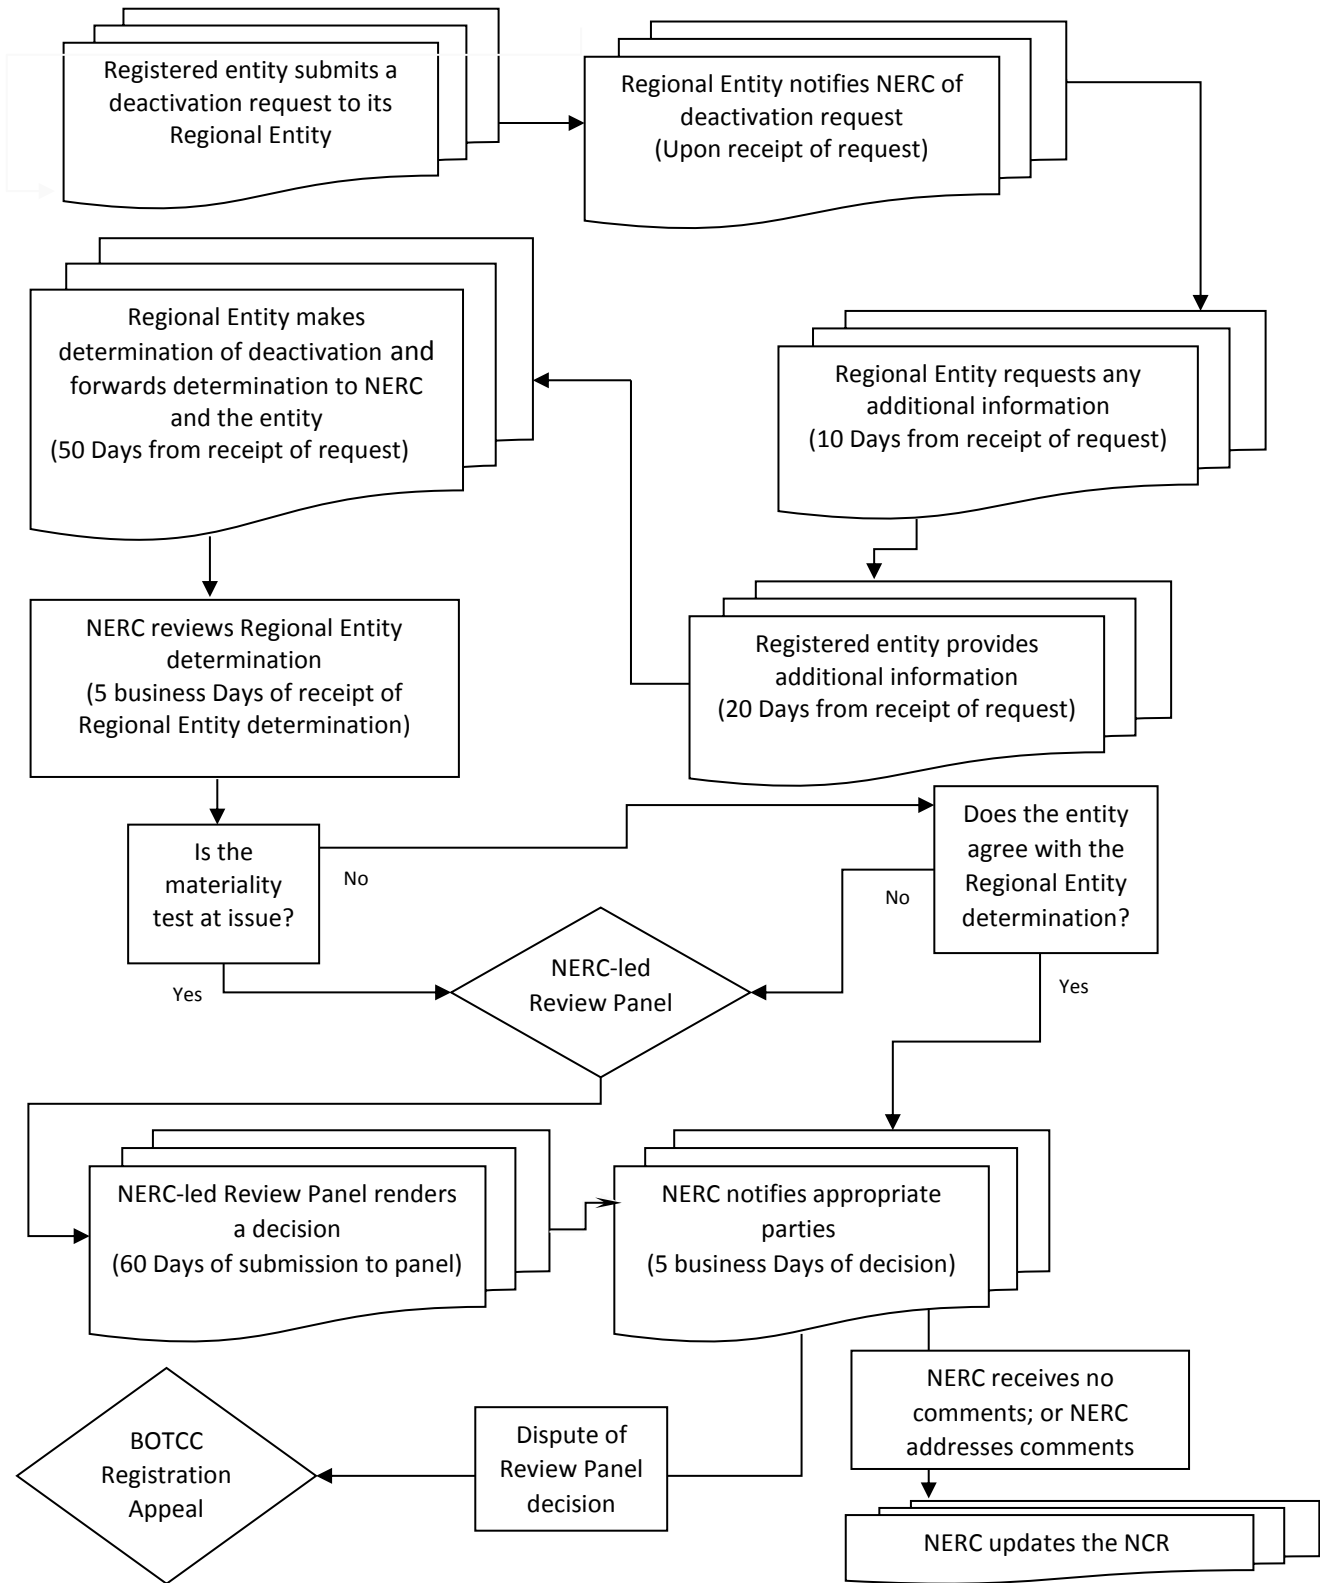 Registered entity submits a
deactivation request to its
Regional Entity
Regional Entity notifies NERC of
deactivation request
(Upon receipt of request)
Regional Entity requests any
additional information
(10 Days from receipt of request)
Registered entity provides
additional information
(20 Days from receipt of request)
Regional Entity makes
determination of deactivation and
forwards determination to NERC
and the entity
(50 Days from receipt of request)
NERC reviews Regional Entity
determination
(5 business Days of receipt of
Regional Entity determination)
Is the
materiality
test at issue?
No
Yes
Does the entity
agree with the
Regional Entity
determination?
No
Yes
NERC-led
Review Panel
NERC-led Review Panel renders
a decision
(60 Days of submission to panel)
NERC notifies appropriate
parties
(5 business Days of decision)
Dispute of
Review Panel
decision
BOTCC
Registration
Appeal
NERC receives no
comments; or NERC
addresses comments
NERC updates the NCR